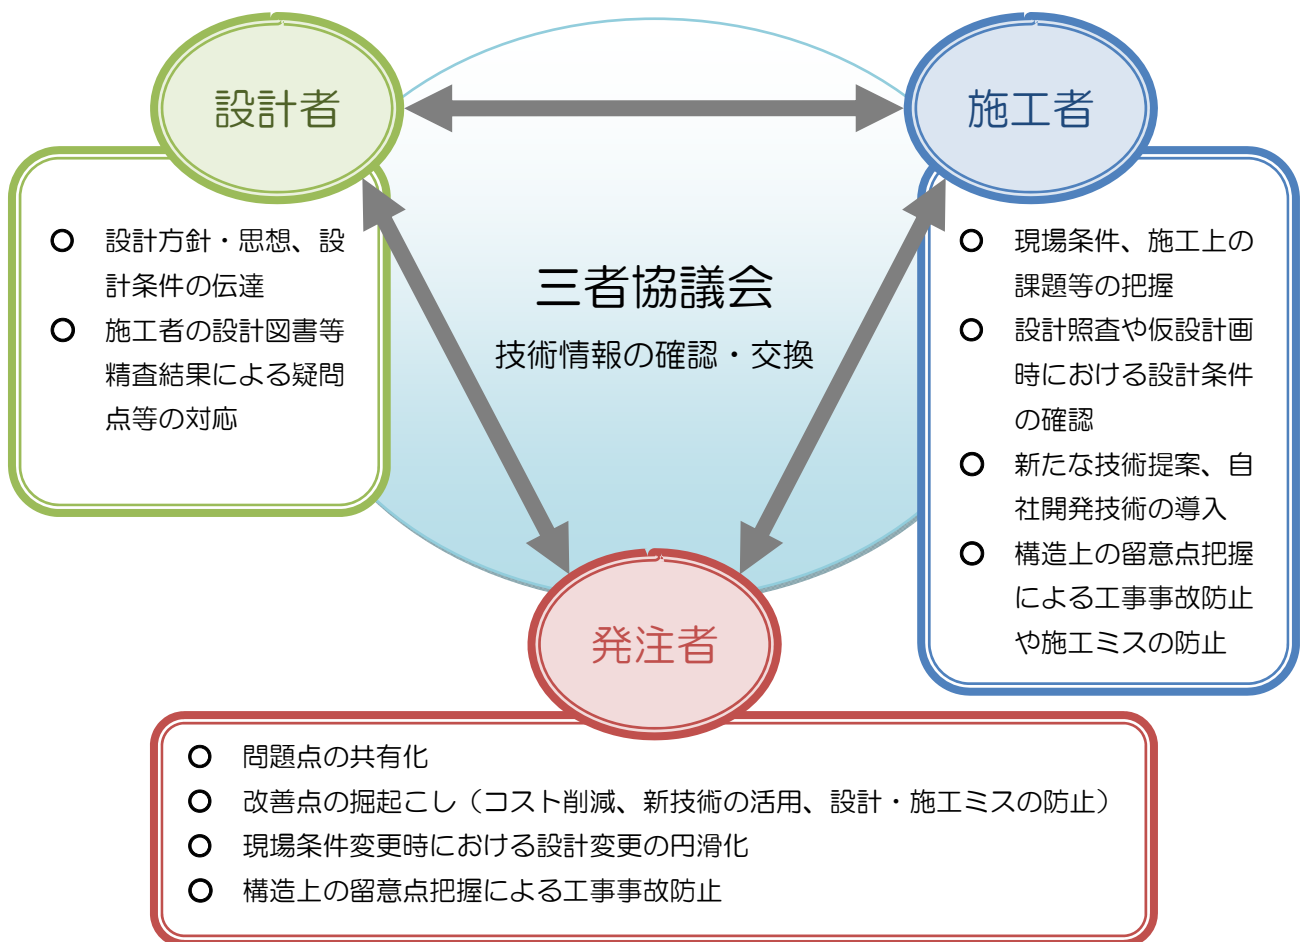 設計者
施工者
○ 設計方針・思想、設
計条件の伝達
○ 施工者の設計図書等
精査結果による疑問
点等の対応
三者協議会
技術情報の確認・交換
○ 現場条件、施工上の
課題等の把握
○ 設計照査や仮設計画
時における設計条件
の確認
○ 新たな技術提案、自
社開発技術の導入
○ 構造上の留意点把握
による工事事故防止
や施工ミスの防止
発注者
○ 問題点の共有化
○ 改善点の掘起こし（コスト削減、新技術の活用、設計・施工ミスの防止）
○ 現場条件変更時における設計変更の円滑化
○ 構造上の留意点把握による工事事故防止